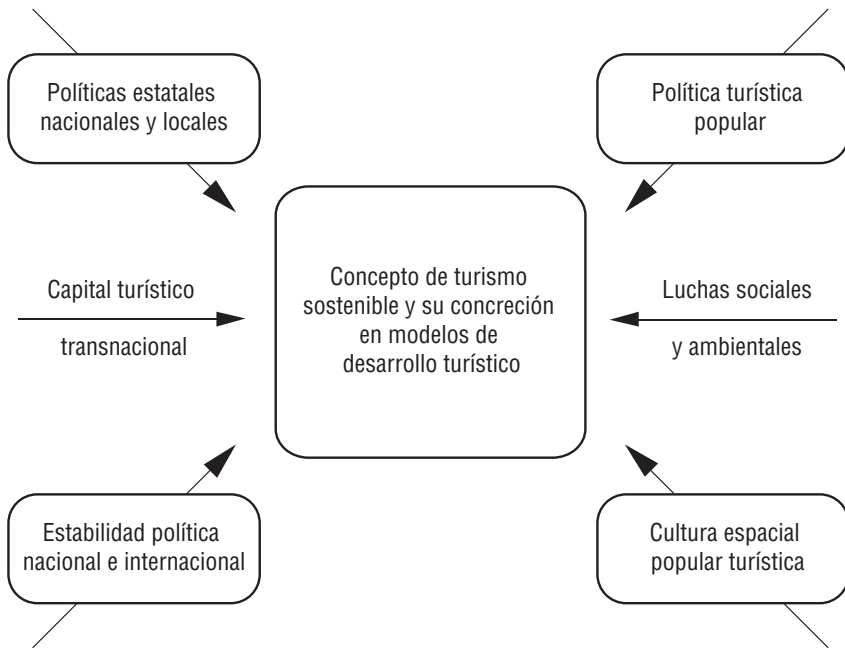 Políticas estatales
nacionales y locales
Política turística
popular
Capital turístico
transnacional
Concepto de turismo
sostenible y su concreción
en modelos de
desarrollo turístico
Luchas sociales
y ambientales
Estabilidad política
nacional e internacional
Cultura espacial
popular turística